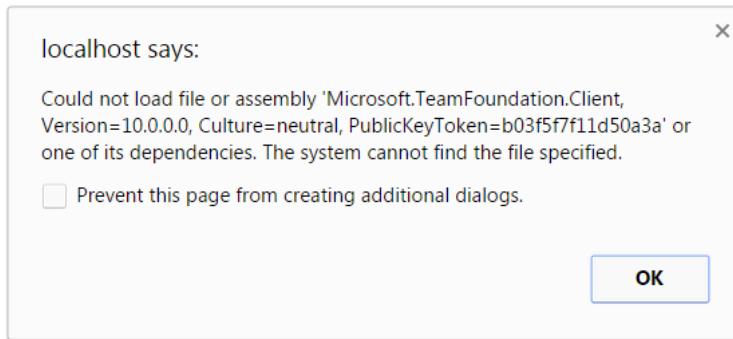 localhost says:
Could not load file or assembly 'Microsoft.TeamFoundation.Client,
Version=10.0.0.0, Culture=neutral, PublicKeyToken=b03f5f7f11d50a3a' or
one of its dependencies. The system cannot find the file specified.
Prevent this page from creating additional dialogs.
OK